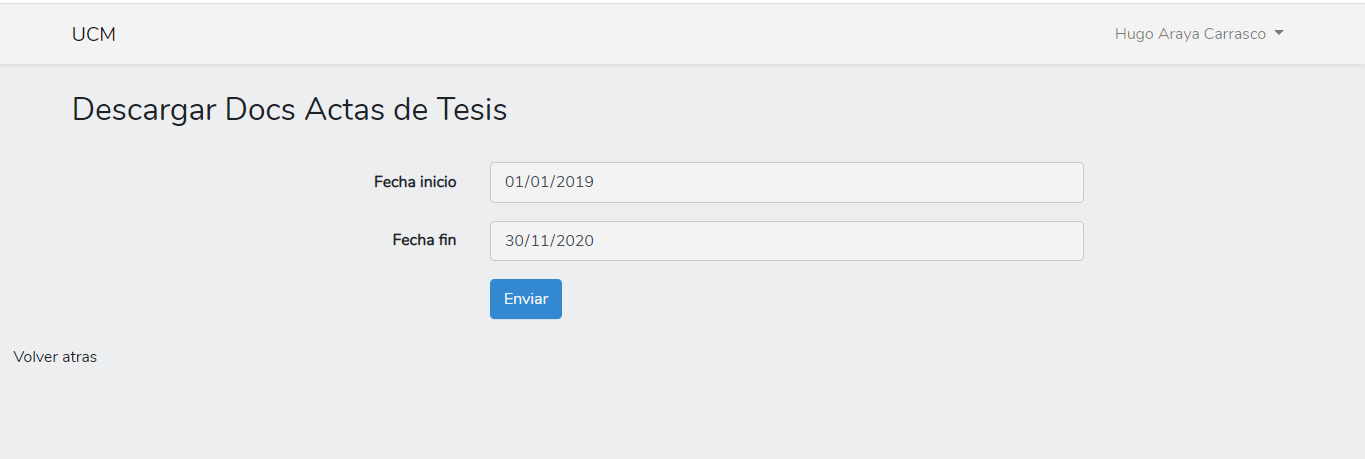 UCM
Hugo Araya Carrasco
Descargar Docs Actas de Tesis
Fecha inicio 01/01/2019
Fecha fin 30/11/2020
Enviar
Volver atras